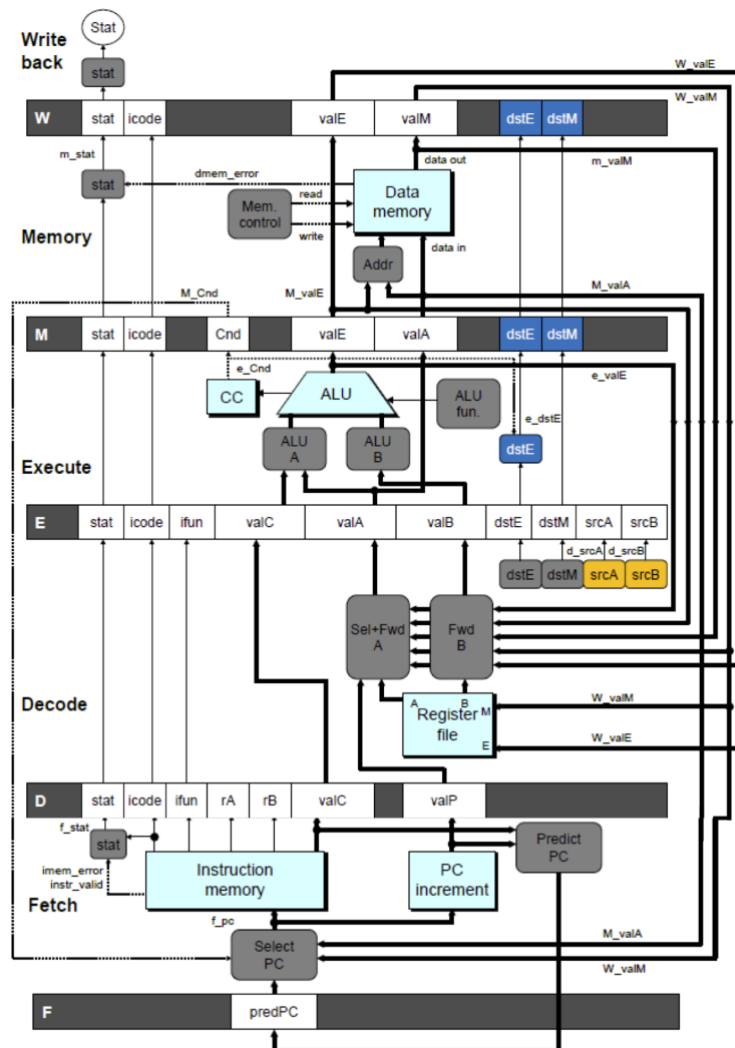 Stat
Write
back
stat
W_valE
W_valM
W
stat
icode
valE
valM
dstE
dstM
m_stat
data out
m_valM
dmem_error
stat
read
Data
memory
Mem.
control
write
Memory
data in
Addr
M_Cnd
M_valE
M_valA
M
stat
icode
Cnd
valE
valA
dstE
dstM
e_Cnd
e_valE
CC
ALU
ALU
fun.
e_dstE
ALU
A
ALU
B
dstE
Execute
E
stat
icode
ifun
valC
valA
valB
dstE
dstM
srcA
srcB
d_srcA
d_srcB
dstE
dstM
srcA
srcB
Sel+Fwd
A
Fwd
B
Decode
A
B
Register
file
M
E
W_valM
W_valE
D
stat
icode
ifun
rA
rB
valC
valP
f_stat
stat
Predict
PC
imem_error
instr_valid
Instruction
memory
PC
increment
Fetch
f_pc
Select
PC
M_valA
W_valM
F
predPC